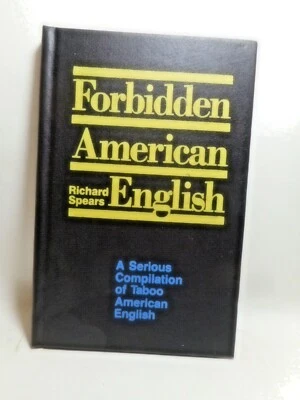 Forbidden
American
Richard Spears English
A Serious
Compilation
of Taboo
American
English